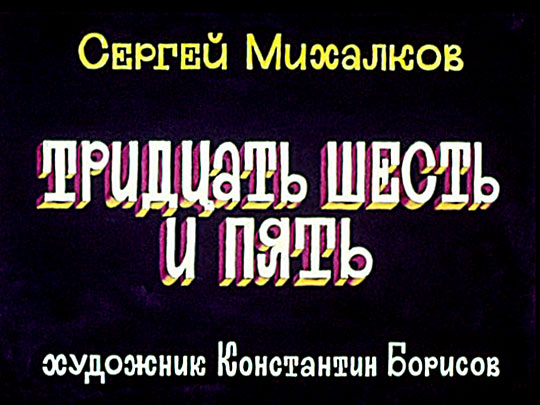 Сергей Михалков
ТРИДЦАТЬ ШЕСТЬ
И ПЯТЬ
художник Константин Борисов